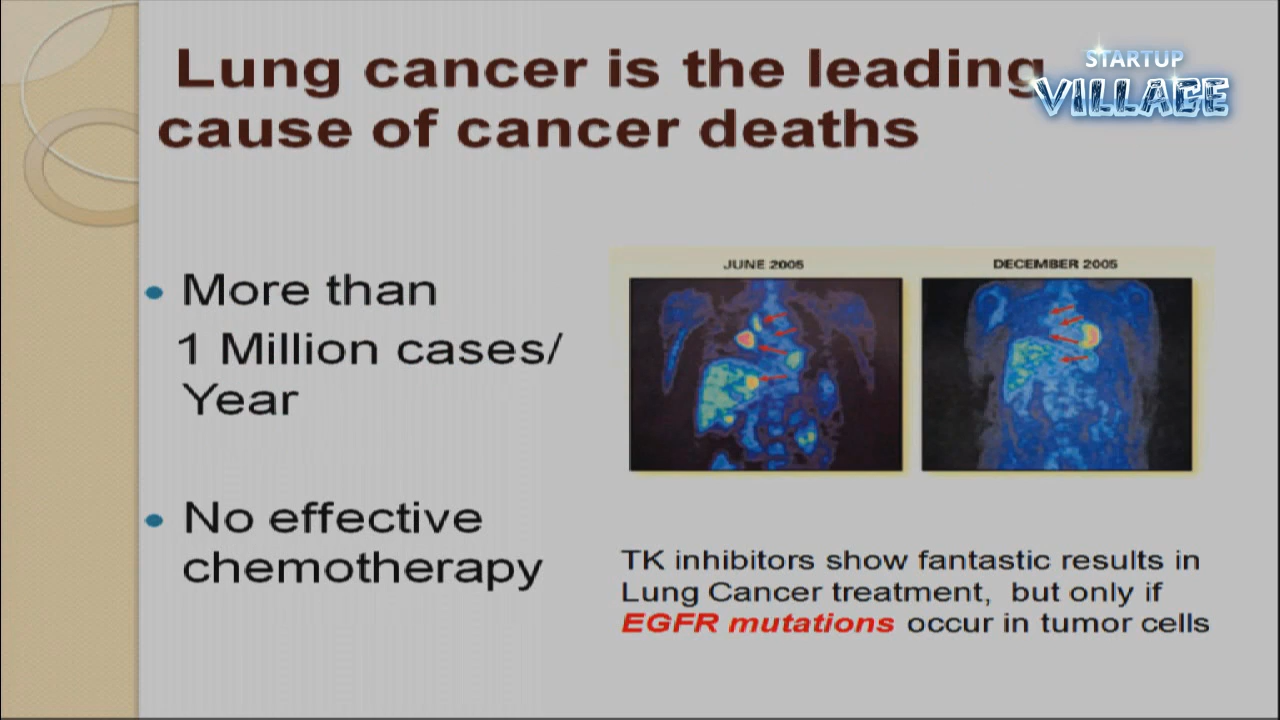 Lung cancer is the leading
cause of cancer deaths
STARTUP
VILLAGE
• More than
1 Million cases/
Year
• No effective
chemotherapy
JUNE 2005
DECEMBER 2005
TK inhibitors show fantastic results in
Lung Cancer treatment, but only if
EGFR mutations occur in tumor cells